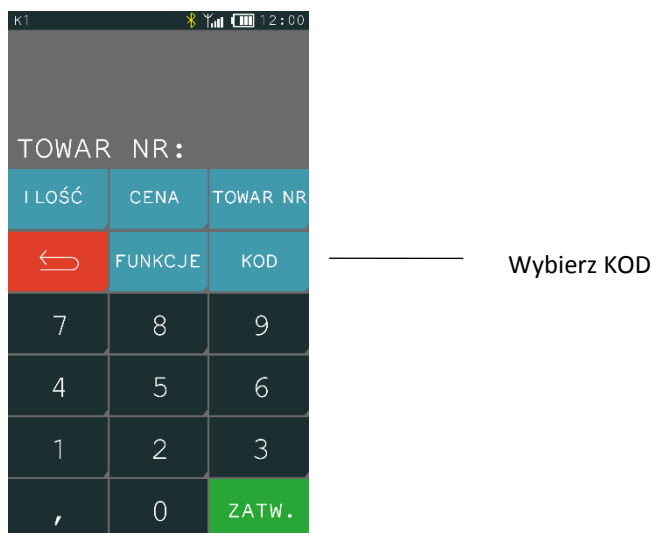 K1 12:00
TOWAR NR:
ILOŚĆ CENA TOWAR NR
FUNKCJE KOD
Wybierz KOD
7 8 9
4 5 6
1 2 3
, 0 ZATW.